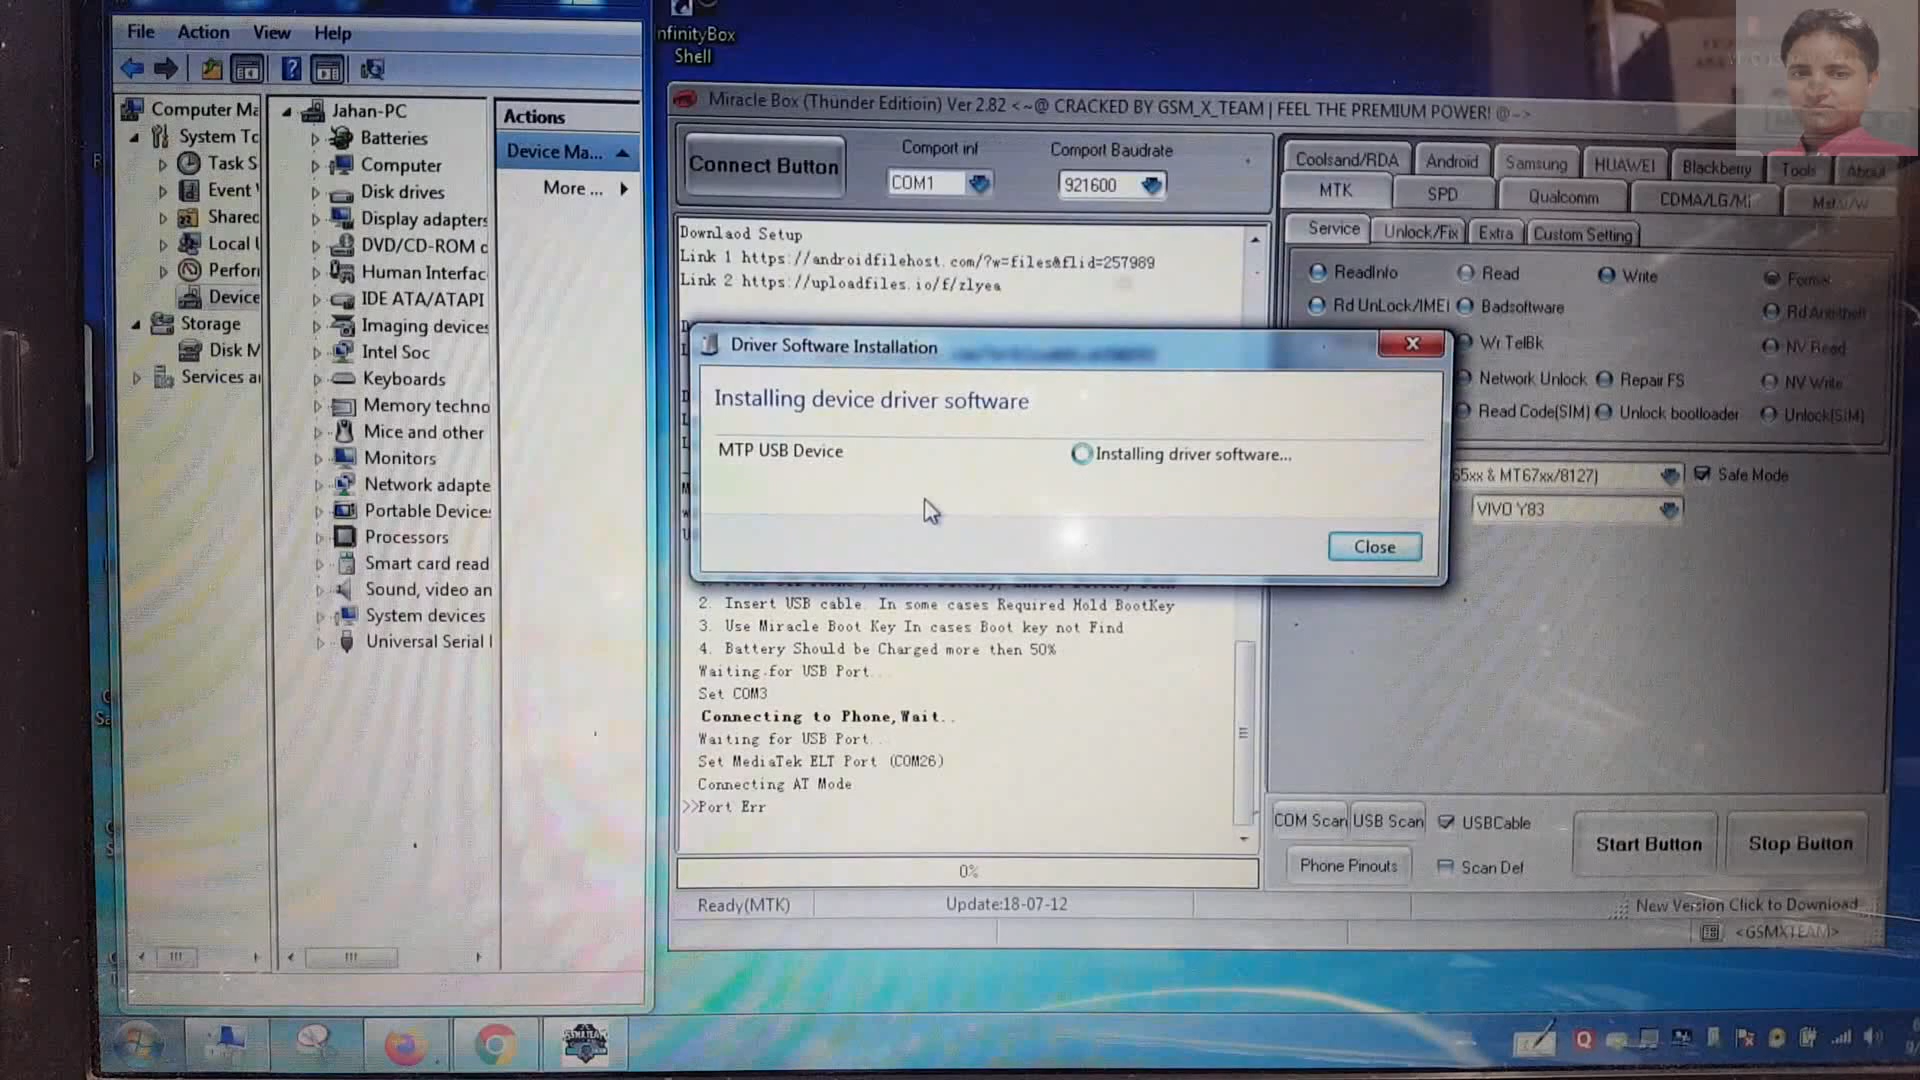 File Action View Help
Computer Ma
System To
Task S
Event
Shared
Local U
Perfor
Device
Storage
Disk M
Services a
Jahan-PC
Batteries
Computer
Disk drives
Display adapters
DVD/CD-ROM d
Human Interfac
IDE ATA/ATAPI
Imaging devices
Intel Soc
Keyboards
Memory techno
Mice and other
Monitors
Network adapte
Portable Devices
Processors
Smart card read
Sound, video an
System devices
Universal Serial
Actions
Device Ma...
More ...
nfinityBox
Shell
Miracle Box (Thunder Editioin) Ver 2.82 <~@ CRACKED BY GSM_X_TEAM | FEEL THE PREMIUM POWER! @~>
Connect Button
Comport inf
COM1
Comport Baudrate
921600
Downlaod Setup
Link 1 https://androidfilehost.com/?w=files&flid=257989
Link 2 https://uploadfiles.io/f/zlyea
Driver Software Installation
Installing device driver software
MTP USB Device Installing driver software...
Close
2. Insert USB cable. In some cases Required Hold BootKey
3. Use Miracle Boot Key In cases Boot key not Find
4. Battery Should be Charged more then 50%
Waiting for USB Port...
Set COM3
Connecting to Phone,Wait..
Waiting for USB Port...
Set MediaTek ELT Port (COM26)
Connecting AT Mode
>>Port Err
0%
Ready(MTK) Update:18-07-12
Coolsand/RDA Android Samsung HUAWEI Blackberry Tools About
MTK SPD Qualcomm CDMA/LG/Mi
Service Unlock/Fix Extra Custom Setting
ReadInfo Read Write Format
Rd UnLock/IMEI Badsoftware Rd Anti-theft
Wr TelBk NV Read
Network Unlock Repair FS NV Write
Read Code(SIM) Unlock bootloader Unlock(SIM)
65xx & MT67xx/8127) Safe Mode
VIVO Y83
COM Scan USB Scan USBCable
Phone Pinouts Scan Def
Start Button Stop Button
New Version Click to Download
<GSMXTEAM>